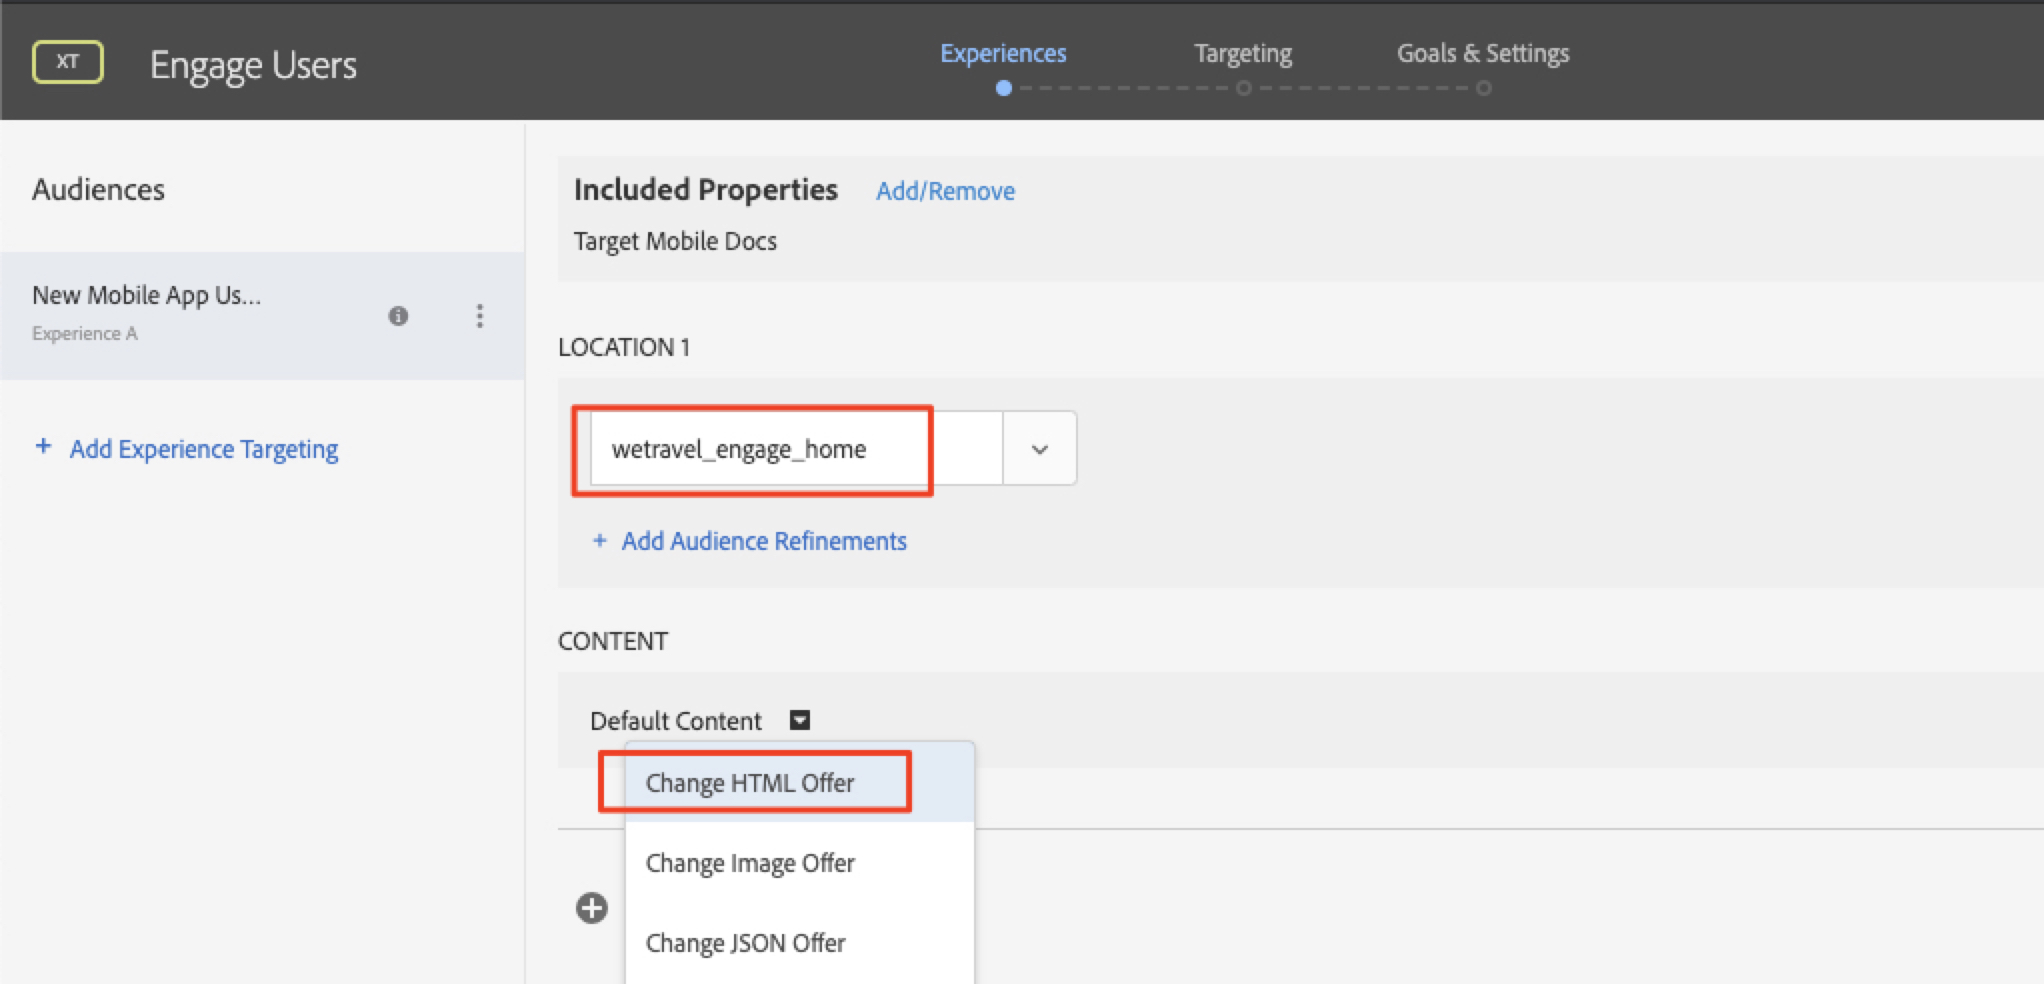 XT
Engage Users
Experiences
Targeting
Goals & Settings
Audiences
New Mobile App Us...
Experience A
+ Add Experience Targeting
Included Properties Add/Remove
Target Mobile Docs
LOCATION 1
wetravel_engage_home
+ Add Audience Refinements
CONTENT
Default Content
Change HTML Offer
Change Image Offer
Change JSON Offer